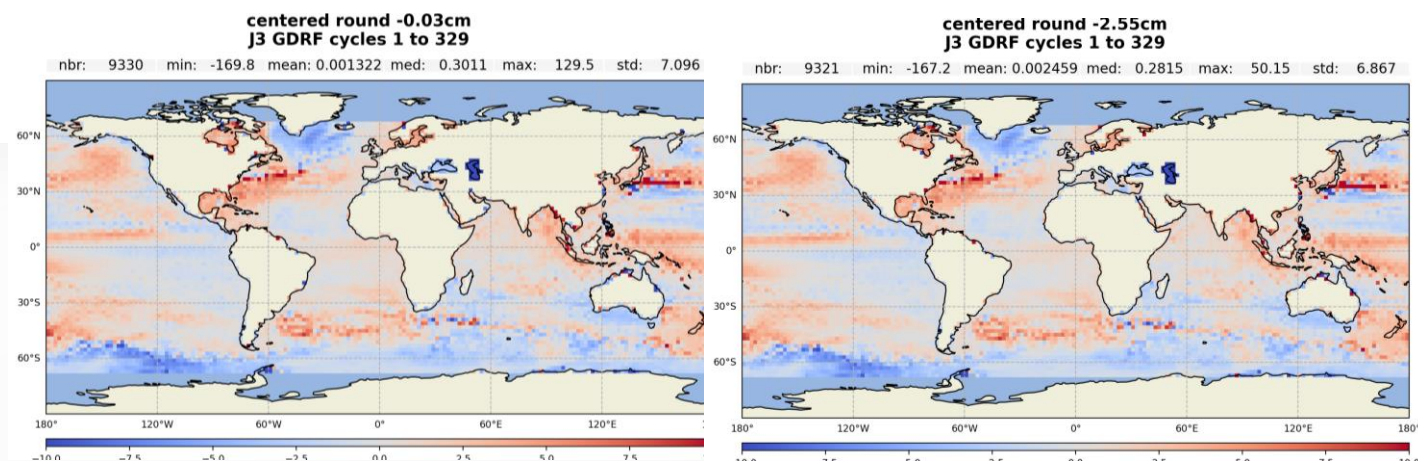 centered round -0.03cm
J3 GDRF cycles 1 to 329
nbr: 9330 min: -169.8 mean: 0.001322 med: 0.3011 max: 129.5 std: 7.096
60°N
30°N
0°
30°S
60°S
180° 120°W 60°W 0° 60°E 120°E
-10.0 -7.5 -5.0 -2.5 0.0 2.5 5.0 7.5
centered round -2.55cm
J3 GDRF cycles 1 to 329
nbr: 9321 min: -167.2 mean: 0.002459 med: 0.2815 max: 50.15 std: 6.867
60°N
30°N
0°
30°S
60°S
180° 120°W 60°W 0° 60°E 120°E 180°